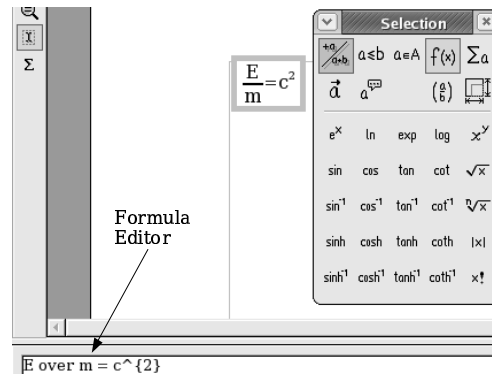 Selection
+a/a+b a≤b a∈A f(x) Σa
E/m=c²
a⃗ a (a/b)
Σ
eˣ ln exp log xʸ
sin cos tan cot √x
sin⁻¹ cos⁻¹ tan⁻¹ cot⁻¹ ⁿ√x
Formula
Editor
sinh cosh tanh coth |x|
sinh⁻¹ cosh⁻¹ tanh⁻¹ coth⁻¹ x!
E over m = c^{2}